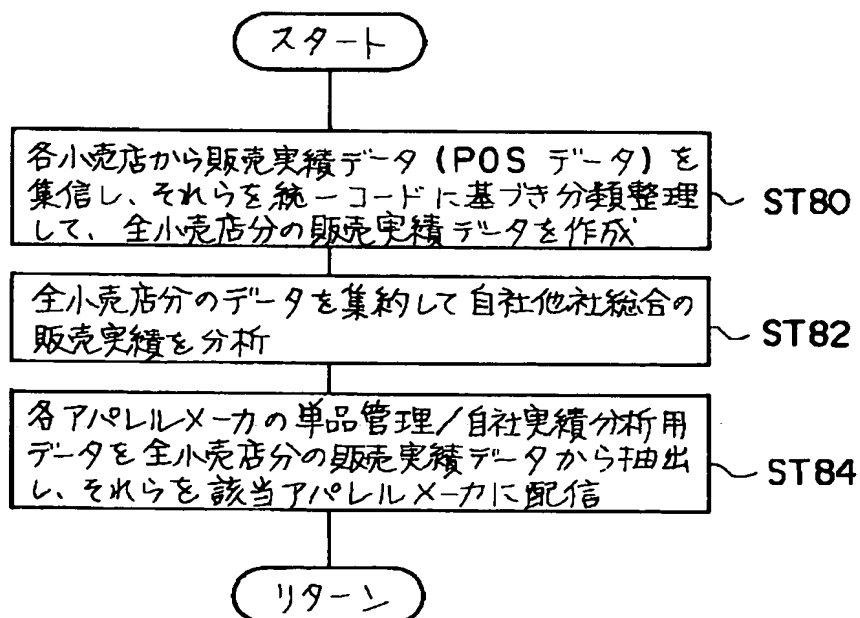 スタート
各小売店から販売実績データ（POS データ）を
集信し、それらを統一コードに基づき分類整理
して、全小売店分の販売実績データを作成
ST80
全小売店分のデータを集約して自社他社総合の
販売実績を分析
ST82
各アパレルメーカの単品管理／自社実績分析用
データを全小売店分の販売実績データから抽出
し、それらを該当アパレルメーカに配信
ST84
リターン